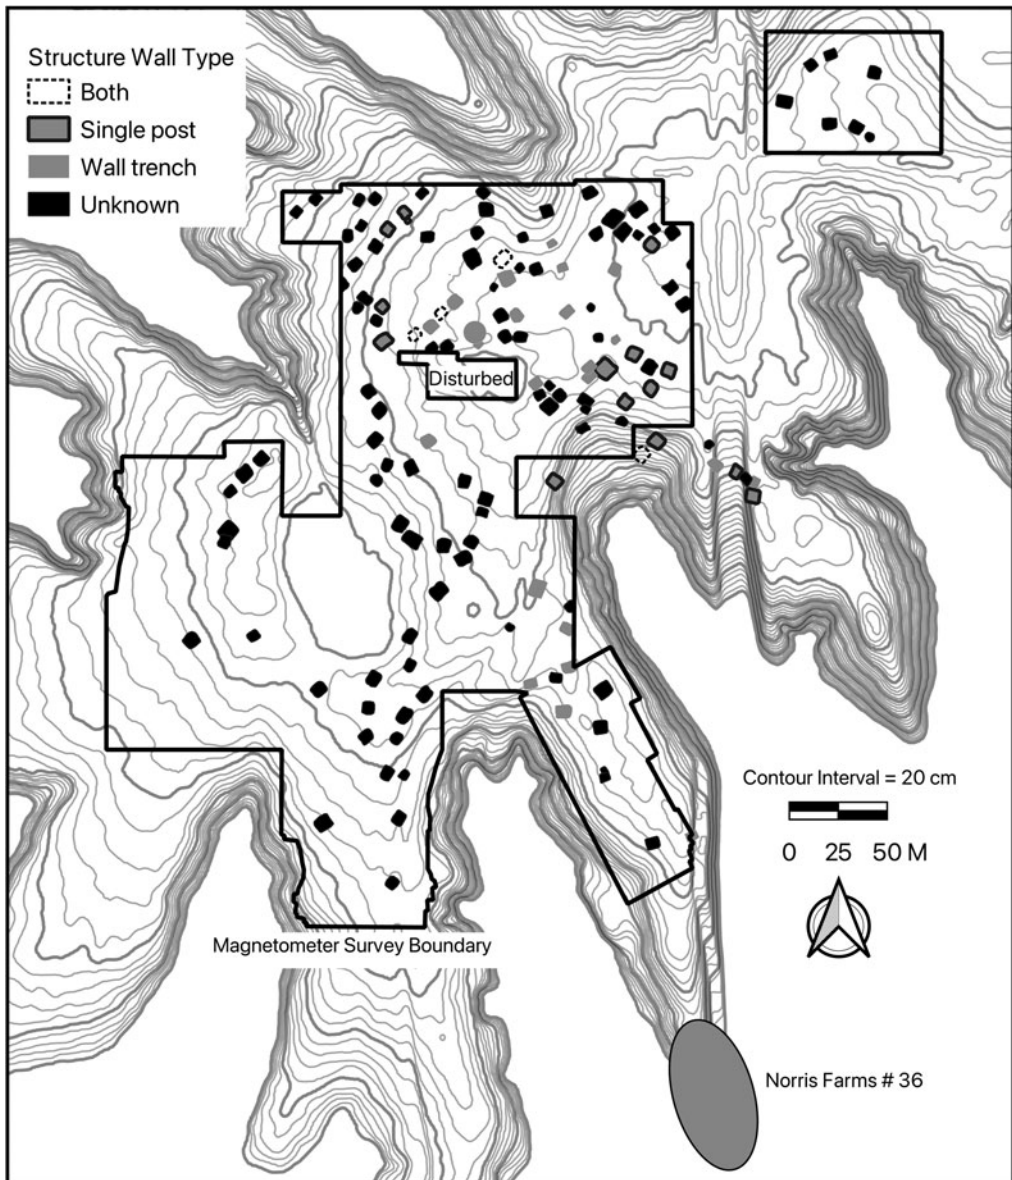 Structure Wall Type
Both
Single post
Wall trench
Unknown
Disturbed
Contour Interval = 20 cm
0 25 50 M
Magnetometer Survey Boundary
Norris Farms # 36